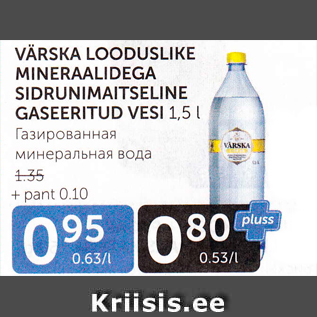 VÄRSKA LOODUSLIKE
MINERAALIDEGA
SIDRUNIMAITSELINE
GASEERITUD VESI 1,5 l
Газированная
минеральная вода
1.35
+ pant 0.10
VÄRSKA
0 95
0.63/l
0 80
0.53/l
pluss
Kriisis.ee